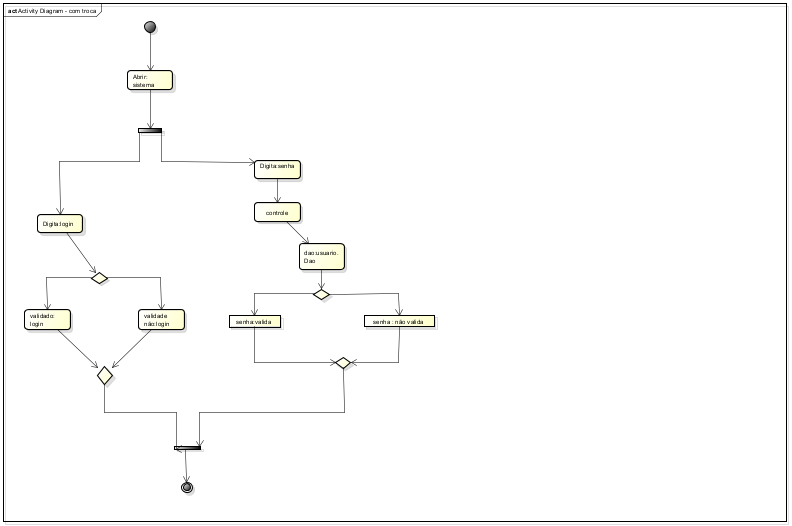 act Activity Diagram - com troca
Abrir:
sistema
Digita:senha
controle
Digita:login
dao:usuario.
Dao
validado:
login
validade
não:login
senha:valida
senha : não valida